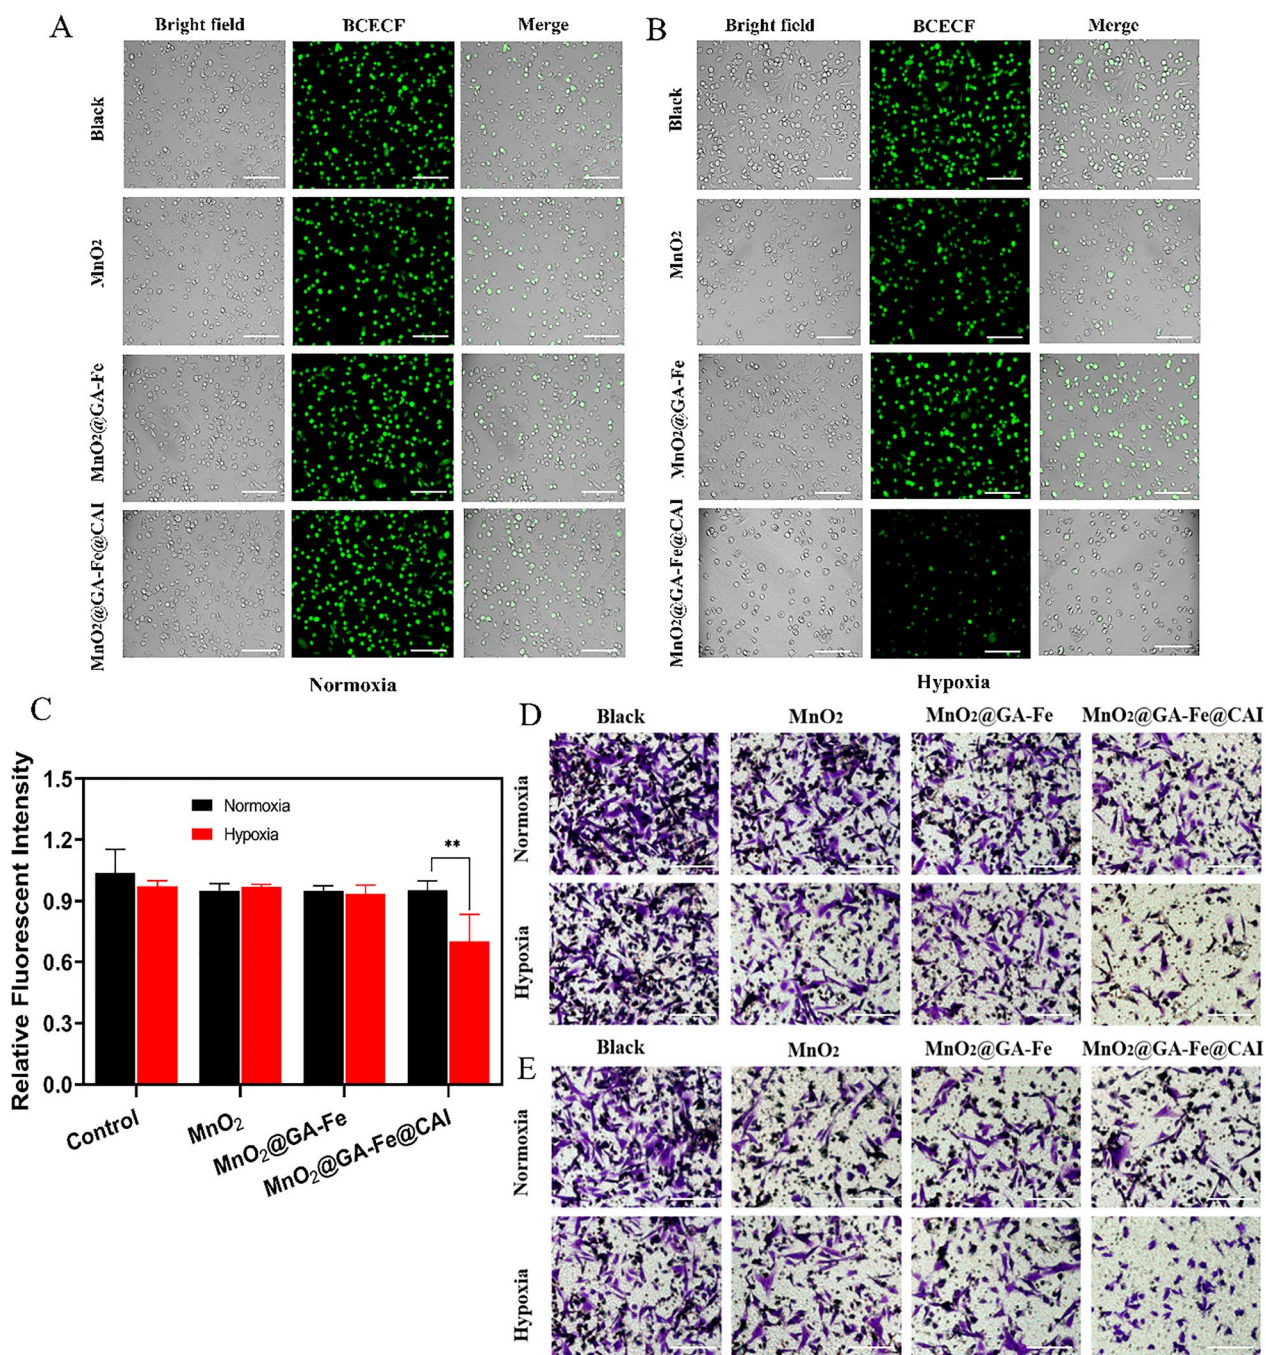 A
Bright field BCECF Merge
Black
MnO2
MnO2@GA-Fe
MnO2@GA-Fe@CAI
Normoxia
B
Bright field BCECF Merge
Black
MnO2
MnO2@GA-Fe
MnO2@GA-Fe@CAI
Hypoxia
C
Relative Fluorescent Intensity
1.5
1.2
0.9
0.6
0.3
0.0
Normoxia
Hypoxia
**
Control
MnO2
MnO2@GA-Fe
MnO2@GA-Fe@CAI
D
Black MnO2 MnO2@GA-Fe MnO2@GA-Fe@CAI
Normoxia
Hypoxia
E
Black MnO2 MnO2@GA-Fe MnO2@GA-Fe@CAI
Normoxia
Hypoxia